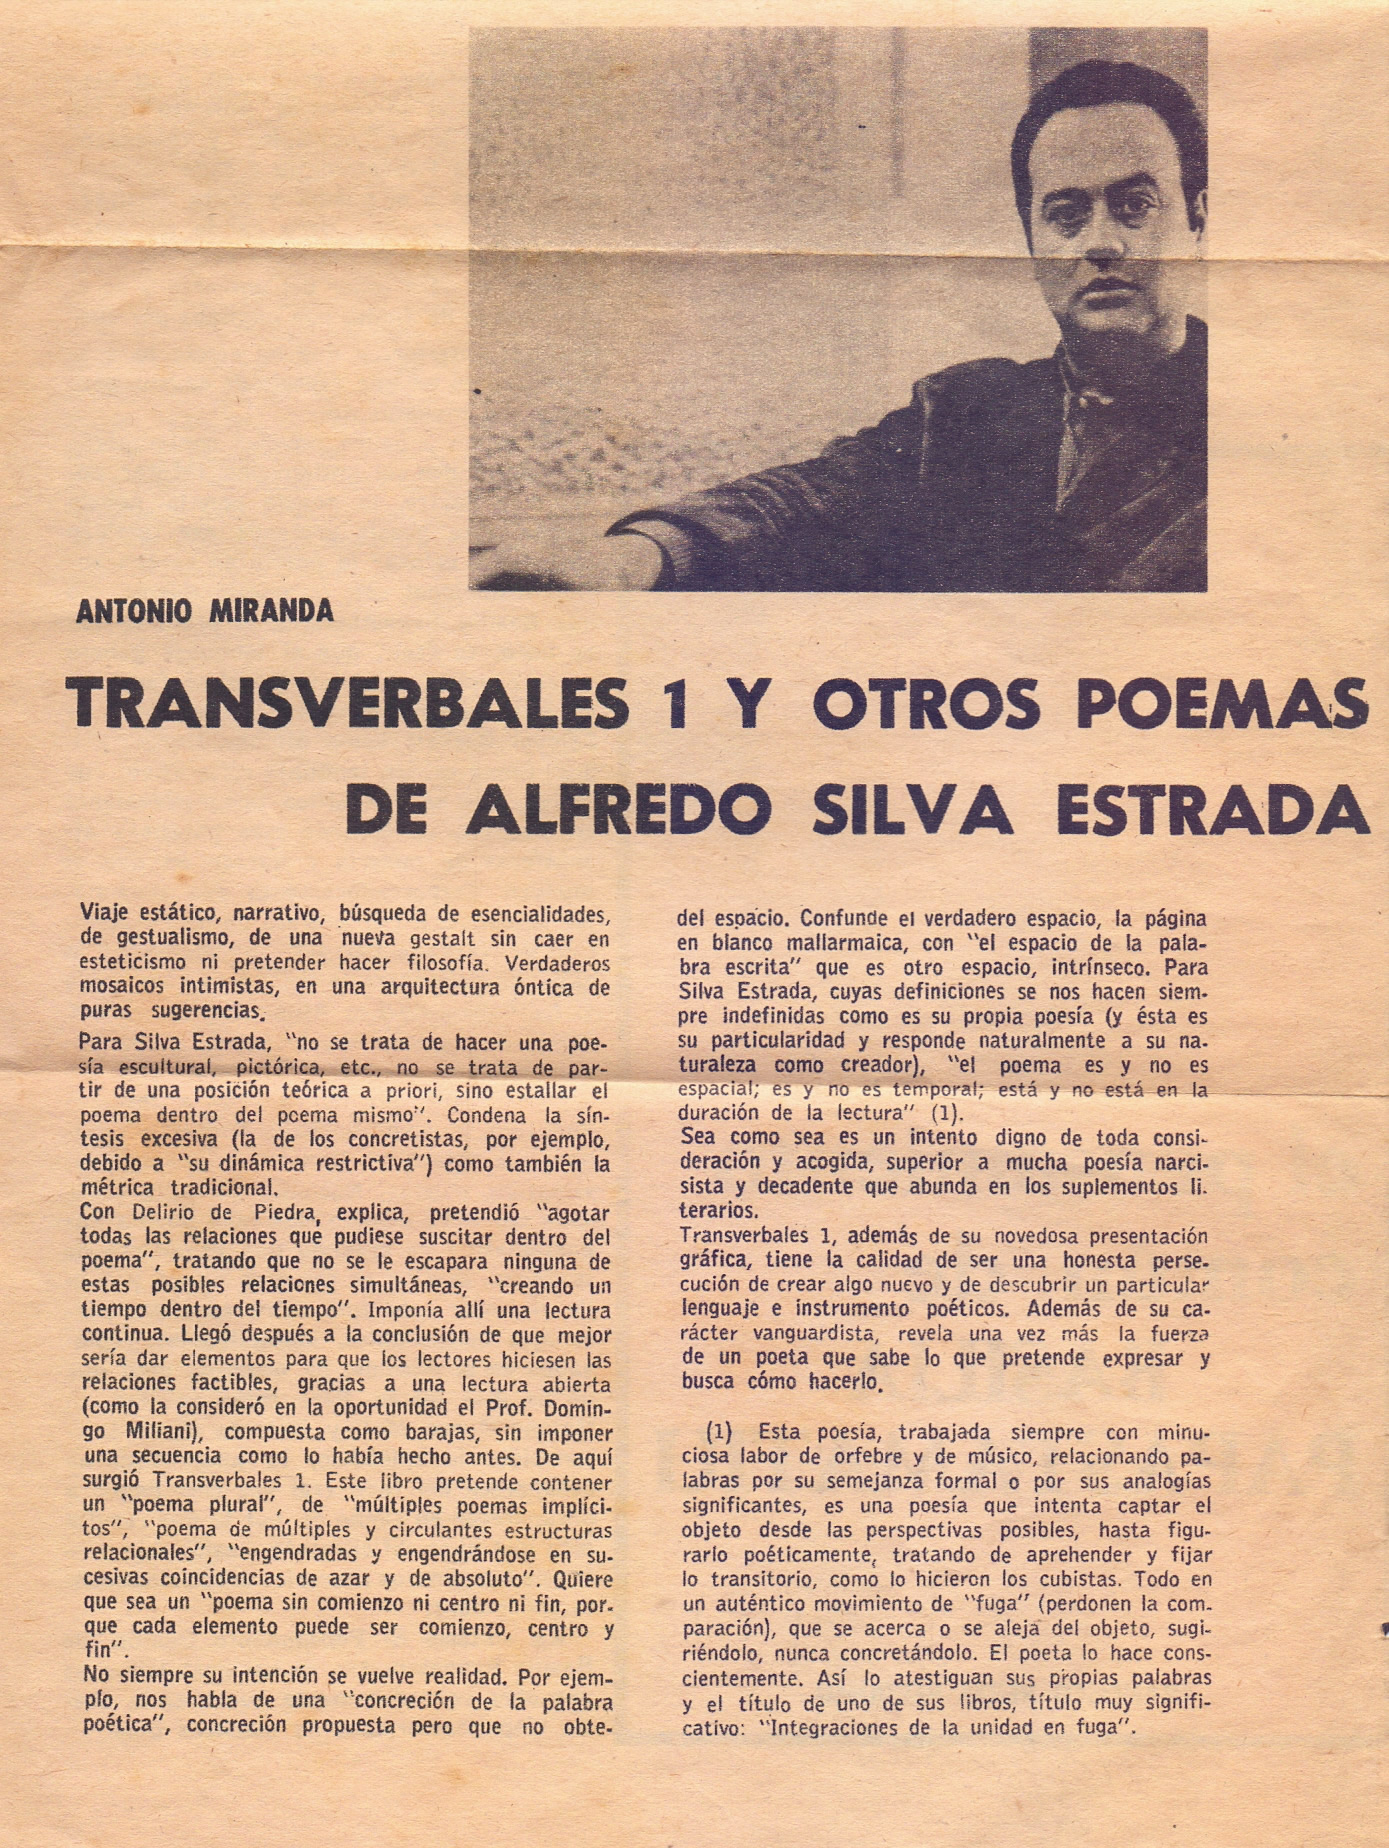 ANTONIO MIRANDA
TRANSVERBALES 1 Y OTROS POEMAS
DE ALFREDO SILVA ESTRADA
Viaje estático, narrativo, búsqueda de esencialidades,
de gestualismo, de una nueva gestalt sin caer en
esteticismo ni pretender hacer filosofía. Verdaderos
mosaicos intimistas, en una arquitectura óntica de
puras sugerencias.
Para Silva Estrada, "no se trata de hacer una poe-
sía escultural, pictórica, etc., no se trata de par-
tir de una posición teórica a priori, sino estallar el
poema dentro del poema mismo". Condena la sín-
tesis excesiva (la de los concretistas, por ejemplo,
debido a "su dinámica restrictiva") como también la
métrica tradicional.
Con Delirio de Piedra, explica, pretendió "agotar
todas las relaciones que pudiese suscitar dentro del
poema", tratando que no se le escapara ninguna de
estas posibles relaciones simultáneas, "creando un
tiempo dentro del tiempo". Imponía allí una lectura
continua. Llegó después a la conclusión de que mejor
sería dar elementos para que los lectores hiciesen las
relaciones factibles, gracias a una lectura abierta
(como la consideró en la oportunidad el Prof. Domin-
go Miliani), compuesta como barajas, sin imponer
una secuencia como lo había hecho antes. De aquí
surgió Transverbales 1. Este libro pretende contener
un "poema plural", de "múltiples poemas implíci-
tos", "poema de múltiples y circulantes estructuras
relacionales", "engendradas y engendrándose en su-
cesivas coincidencias de azar y de absoluto". Quiere
que sea un "poema sin comienzo ni centro ni fin, por-
que cada elemento puede ser comienzo, centro y
fin".
No siempre su intención se vuelve realidad. Por ejem-
plo, nos habla de una "concreción de la palabra
poética", concreción propuesta pero que no obte-
del espacio. Confunde el verdadero espacio, la página
en blanco mallarmaica, con "el espacio de la pala-
bra escrita" que es otro espacio, intrínseco. Para
Silva Estrada, cuyas definiciones se nos hacen siem-
pre indefinidas como es su propia poesía (y ésta es
su particularidad y responde naturalmente a su na-
turaleza como creador), "el poema es y no es
espacial; es y no es temporal; está y no está en la
duración de la lectura" (1).
Sea como sea es un intento digno de toda consi-
deración y acogida, superior a mucha poesía narci-
sista y decadente que abunda en los suplementos li-
terarios.
Transverbales 1, además de su novedosa presentación
gráfica, tiene la calidad de ser una honesta perse-
cución de crear algo nuevo y de descubrir un particular
lenguaje e instrumento poéticos. Además de su ca-
rácter vanguardista, revela una vez más la fuerza
de un poeta que sabe lo que pretende expresar y
busca cómo hacerlo.
(1) Esta poesía, trabajada siempre con minu-
ciosa labor de orfebre y de músico, relacionando pa-
labras por su semejanza formal o por sus analogías
significantes, es una poesía que intenta captar el
objeto desde las perspectivas posibles, hasta figu-
rarlo poéticamente, tratando de aprehender y fijar
lo transitorio, como lo hicieron los cubistas. Todo en
un auténtico movimiento de "fuga" (perdonen la com-
paración), que se acerca o se aleja del objeto, sugi-
riéndolo, nunca concretándolo. El poeta lo hace cons-
cientemente. Así lo atestiguan sus propias palabras
y el título de uno de sus libros, título muy signifi-
cativo: "Integraciones de la unidad en fuga".